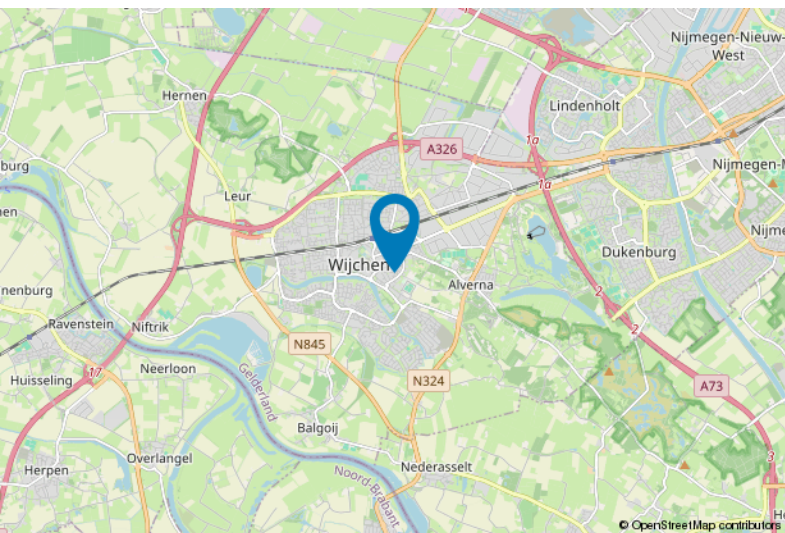 Nijmegen-Nieuw-
West
Hernen
Lindenholt
1a
A326
burg
Nijmegen-M
1a
Leur
en
Nijme
Dukenburg
Wijchen
Alverna
nenburg
2
Ravenstein
Niftrik
2
N845
17
Neerloon
Huisseling
Gelderland
N324
A73
Balgoij
Overlangel
3
Herpen
Nederasselt
Noord-Brabant
He
© OpenStreetMap contributors